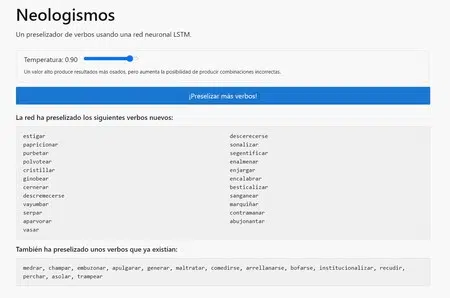 Neologismos
Un preselizador de verbos usando una red neuronal LSTM.
Temperatura: 0.90
Un valor alto produce resultados más osados, pero aumenta la posibilidad de producir combinaciones incorrectas.
¡Preselizar más verbos!
La red ha preselizado los siguientes verbos nuevos:
estigar
papricionar
purbetar
polvotear
cristillar
ginobear
cernerar
descremecerse
vayumbar
serpar
aparvorar
vasar
descerecerse
sonalizar
segentificar
enalmenar
enjargar
encalabrar
besticalizar
sanganear
marquiñar
contramanar
abujonantar
También ha preselizado unos verbos que ya existían:
medrar, champar, embuzonar, apulgarar, generar, maltratar, comedirse, arrellanarse, bofarse, institucionalizar, recudir,
perchar, asolar, trampear